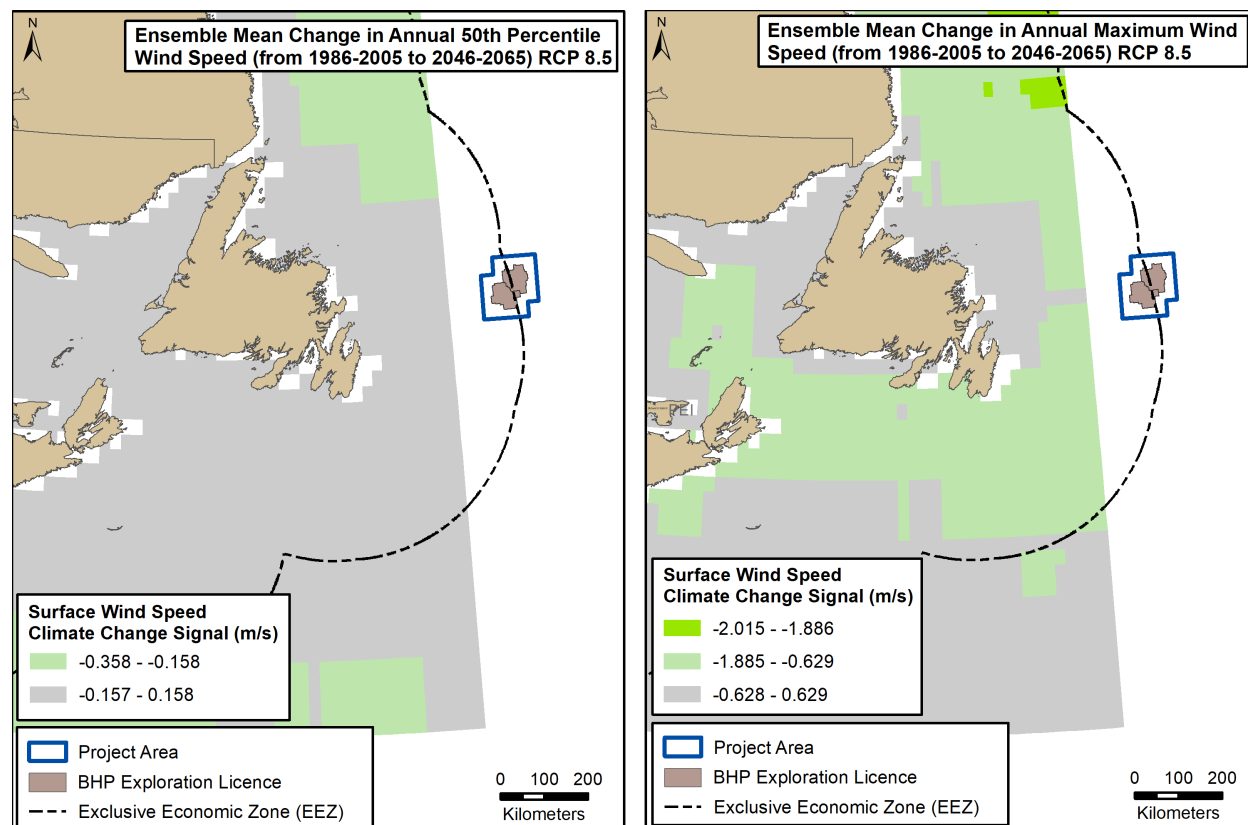 N
Ensemble Mean Change in Annual 50th Percentile
Wind Speed (from 1986-2005 to 2046-2065) RCP 8.5
Surface Wind Speed
Climate Change Signal (m/s)
-0.358 - -0.158
-0.157 - 0.158
Project Area
BHP Exploration Licence
Exclusive Economic Zone (EEZ)
0 100 200
Kilometers
N
Ensemble Mean Change in Annual Maximum Wind
Speed (from 1986-2005 to 2046-2065) RCP 8.5
PEI
Surface Wind Speed
Climate Change Signal (m/s)
-2.015 - -1.886
-1.885 - -0.629
-0.628 - 0.629
Project Area
BHP Exploration Licence
Exclusive Economic Zone (EEZ)
0 100 200
Kilometers